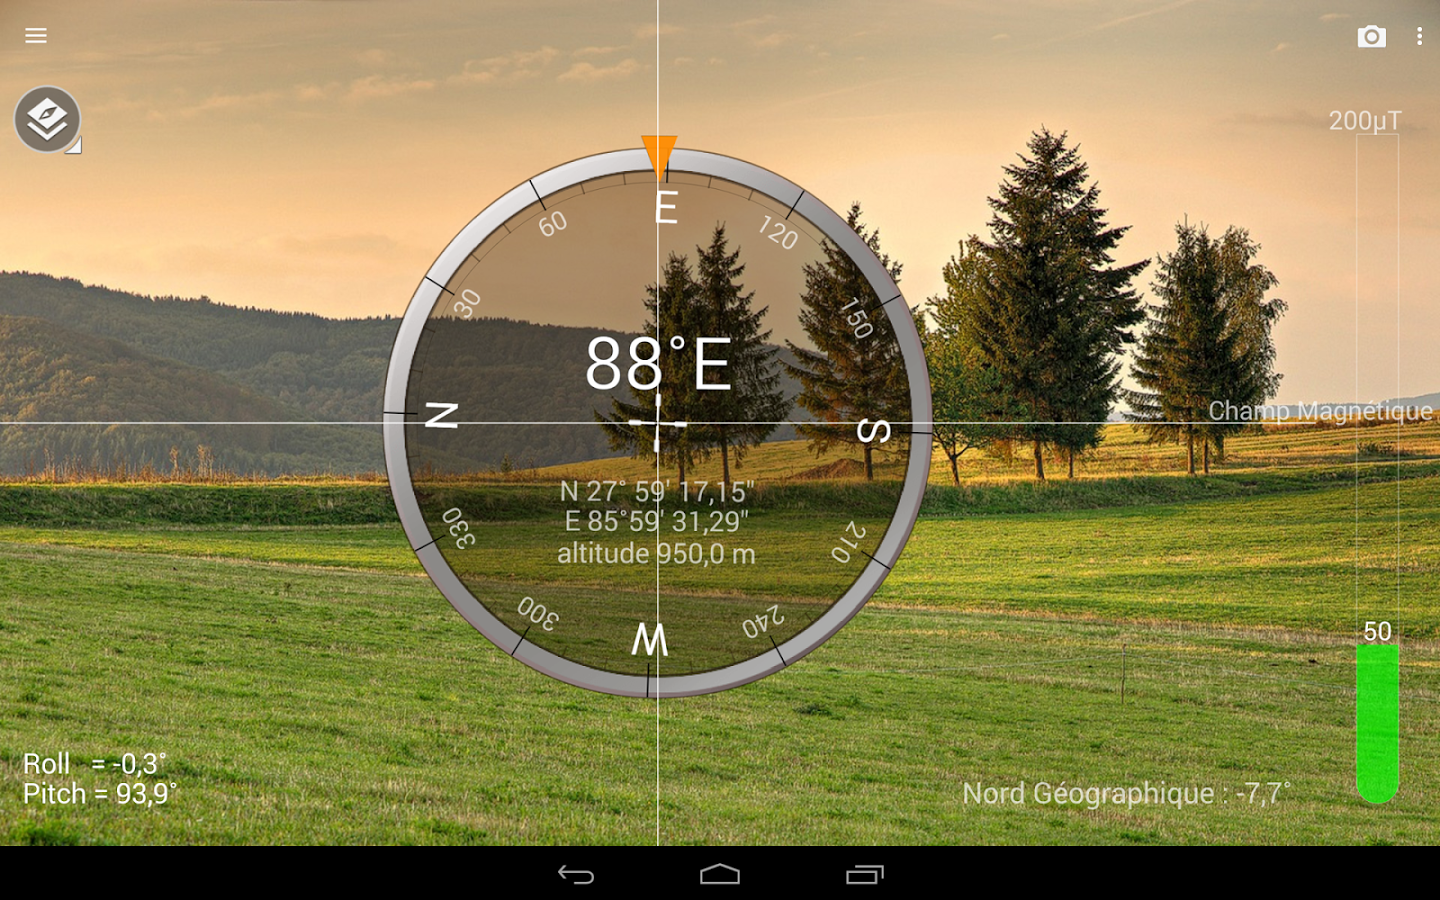 200µT
E
60
120
30
150
88°E
N
S
Champ Magnétique
N 27° 59' 17,15"
E 85°59' 31,29"
altitude 950,0 m
330
210
300
240
W
50
Roll = -0,3°
Pitch = 93,9°
Nord Géographique : -7,7°